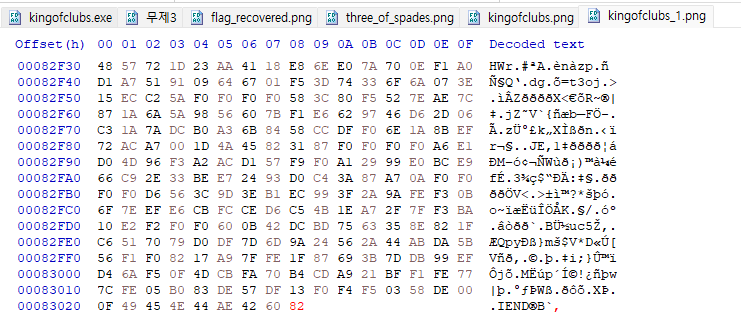 kingofclubs.exe 무제3 flag_recovered.png three_of_spades.png kingofclubs.png kingofclubs_1.png
Offset(h) 00 01 02 03 04 05 06 07 08 09 0A 0B 0C 0D 0E 0F Decoded text
00082F30 48 57 72 1D 23 AA 41 18 E8 6E E0 7A 70 0E F1 A0 HWr.#ªA.ènàzp.ñ
00082F40 D1 A7 51 91 09 64 67 01 F5 3D 74 33 6F 6A 07 3E Ñ§Q‘.dg.õ=t3oj.>
00082F50 15 EC C2 5A F0 F0 F0 F0 58 3C 80 F5 52 7E AE 7C .ìÂZððððX<€õR~®|
00082F60 87 1A 6A 5A 98 56 60 7B F1 E6 62 97 46 D6 2D 06 ‡.jZ˜V`{ñæb—FÖ-.
00082F70 C3 1A 7A DC B0 A3 6B 84 58 CC DF F0 6E 1A 8B EF Ã.zÜ°£k„XÌßðn.‹ï
00082F80 72 AC A7 00 1D 4A 45 82 31 87 F0 F0 F0 F0 A6 E1 r¬§..JE‚1‡ðððð¦á
00082F90 D0 4D 96 F3 A2 AC D1 57 F9 F0 A1 29 99 E0 BC E9 ÐM–ó¢¬ÑWùð¡)™à¼é
00082FA0 66 C9 2E 33 BE E7 24 93 D0 C4 3A 87 A7 0A F0 F0 fÉ.3¾ç$“ÐÄ:‡§.ðð
00082FB0 F0 F0 D6 56 3C 9D 3E B1 EC 99 3F 2A 9A FE F3 0B ððÖV<.>±ì™?*šþó.
00082FC0 6F 7E EF E6 CB FC CE D6 C5 4B 1E A7 2F 7F F3 BA o~ïæËüÎÖÅK.§/.óº
00082FD0 10 E2 F2 F0 F0 60 0B 42 DC BD 75 63 35 8E 82 1F .âòðð`.BÜ½uc5Ž‚.
00082FE0 C6 51 70 79 D0 DF 7D 6D 9A 24 56 2A 44 AB DA 5B ÆQpyÐß}mš$V*D«Ú[
00082FF0 56 F1 F0 82 17 A9 7F FE 1F 87 69 3B 7D DB 99 EF Vñð‚.©.þ.‡i;}Û™ï
00083000 D4 6A F5 0F 4D CB FA 70 B4 CD A9 21 BF F1 FE 77 Ôjõ.MËúp´Í©!¿ñþw
00083010 7C FE 05 B0 83 DE 57 DF 13 F0 F4 F5 03 58 DE 00 |þ.°ƒÞWß.ðôõ.XÞ.
00083020 0F 49 45 4E 44 AE 42 60 82 .IEND®B`‚